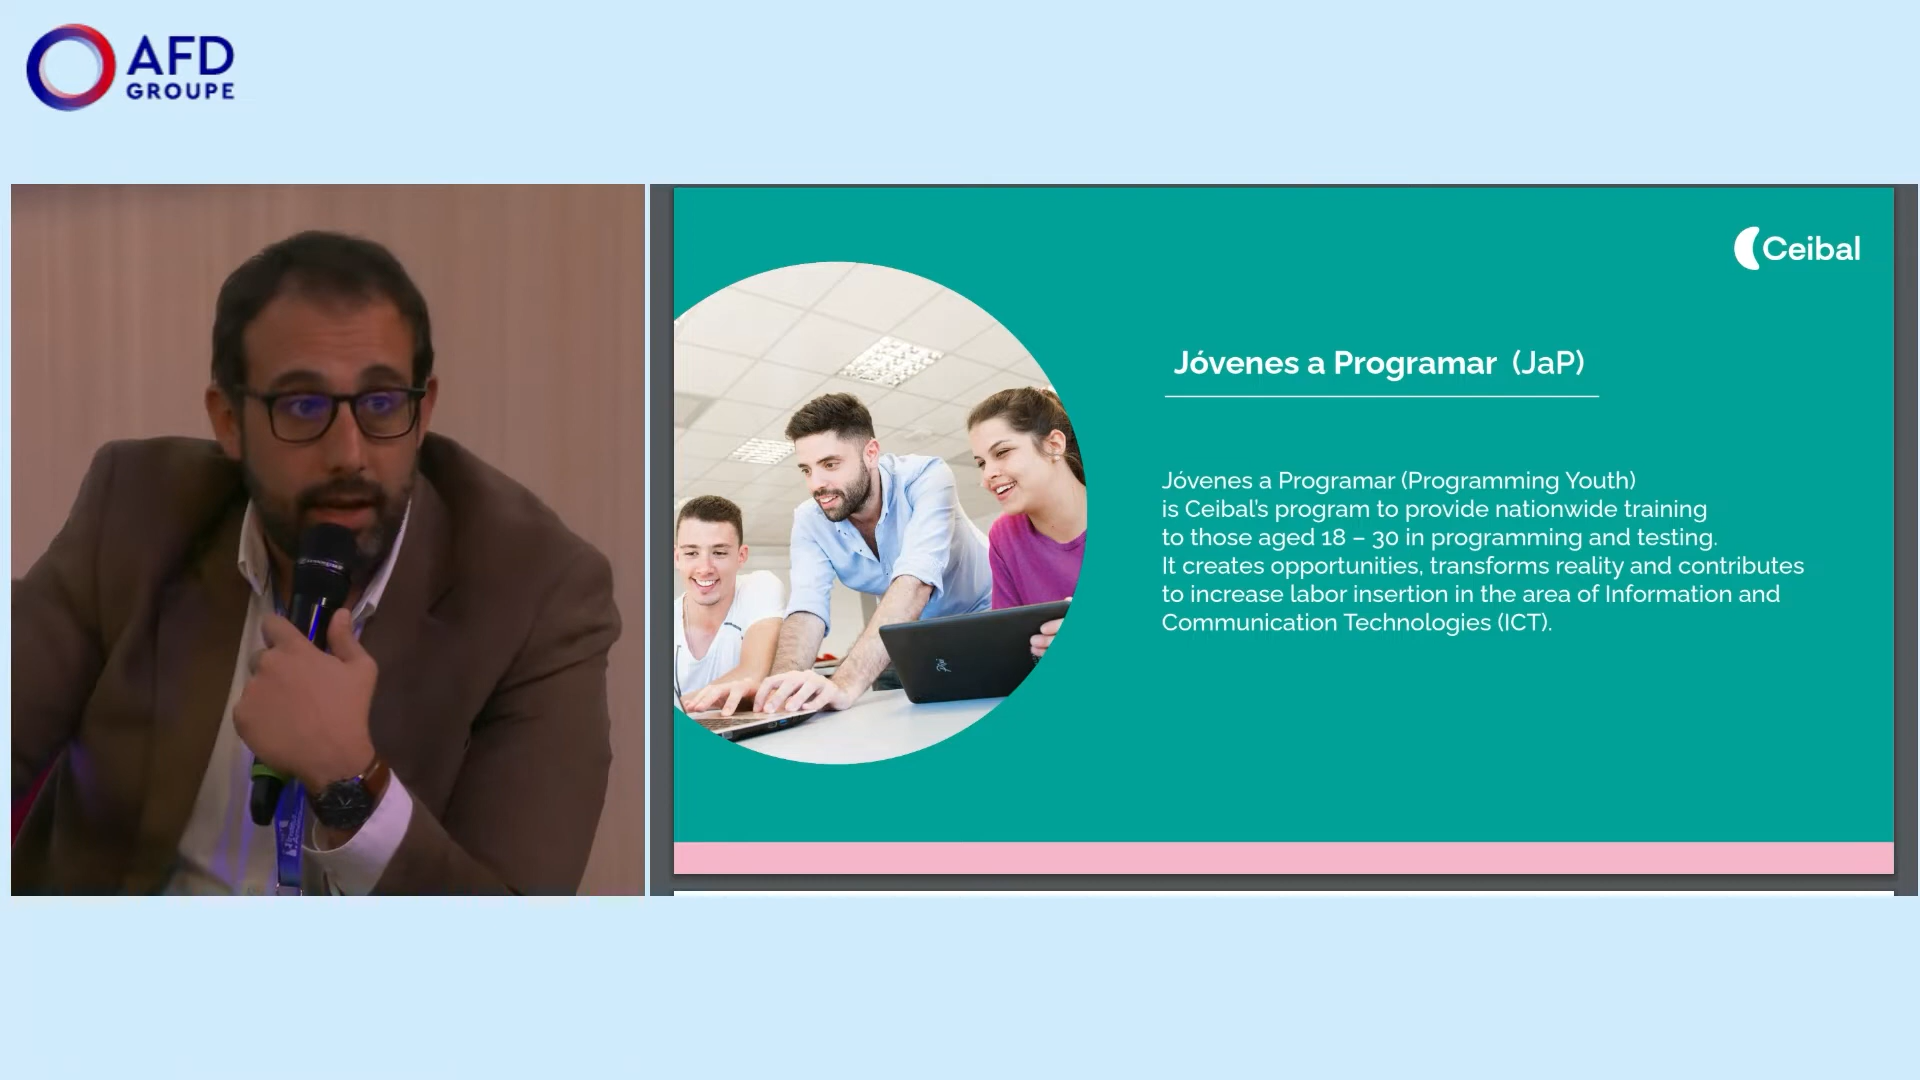 AFD
GROUPE
Ceibal
Jóvenes a Programar (JaP)
Jóvenes a Programar (Programming Youth)
is Ceibal's program to provide nationwide training
to those aged 18 – 30 in programming and testing.
It creates opportunities, transforms reality and contributes
to increase labor insertion in the area of Information and
Communication Technologies (ICT).